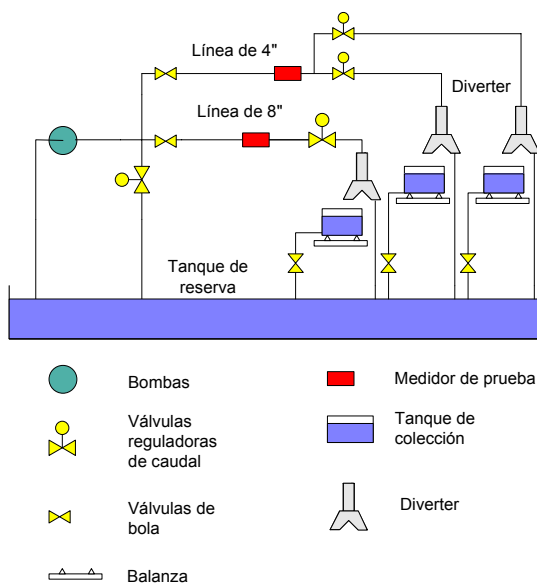 Línea de 4"
Diverter
Línea de 8"
Tanque de
reserva
Bombas
Medidor de prueba
Válvulas
reguladoras
de caudal
Tanque de
colección
Válvulas de
bola
Diverter
Balanza